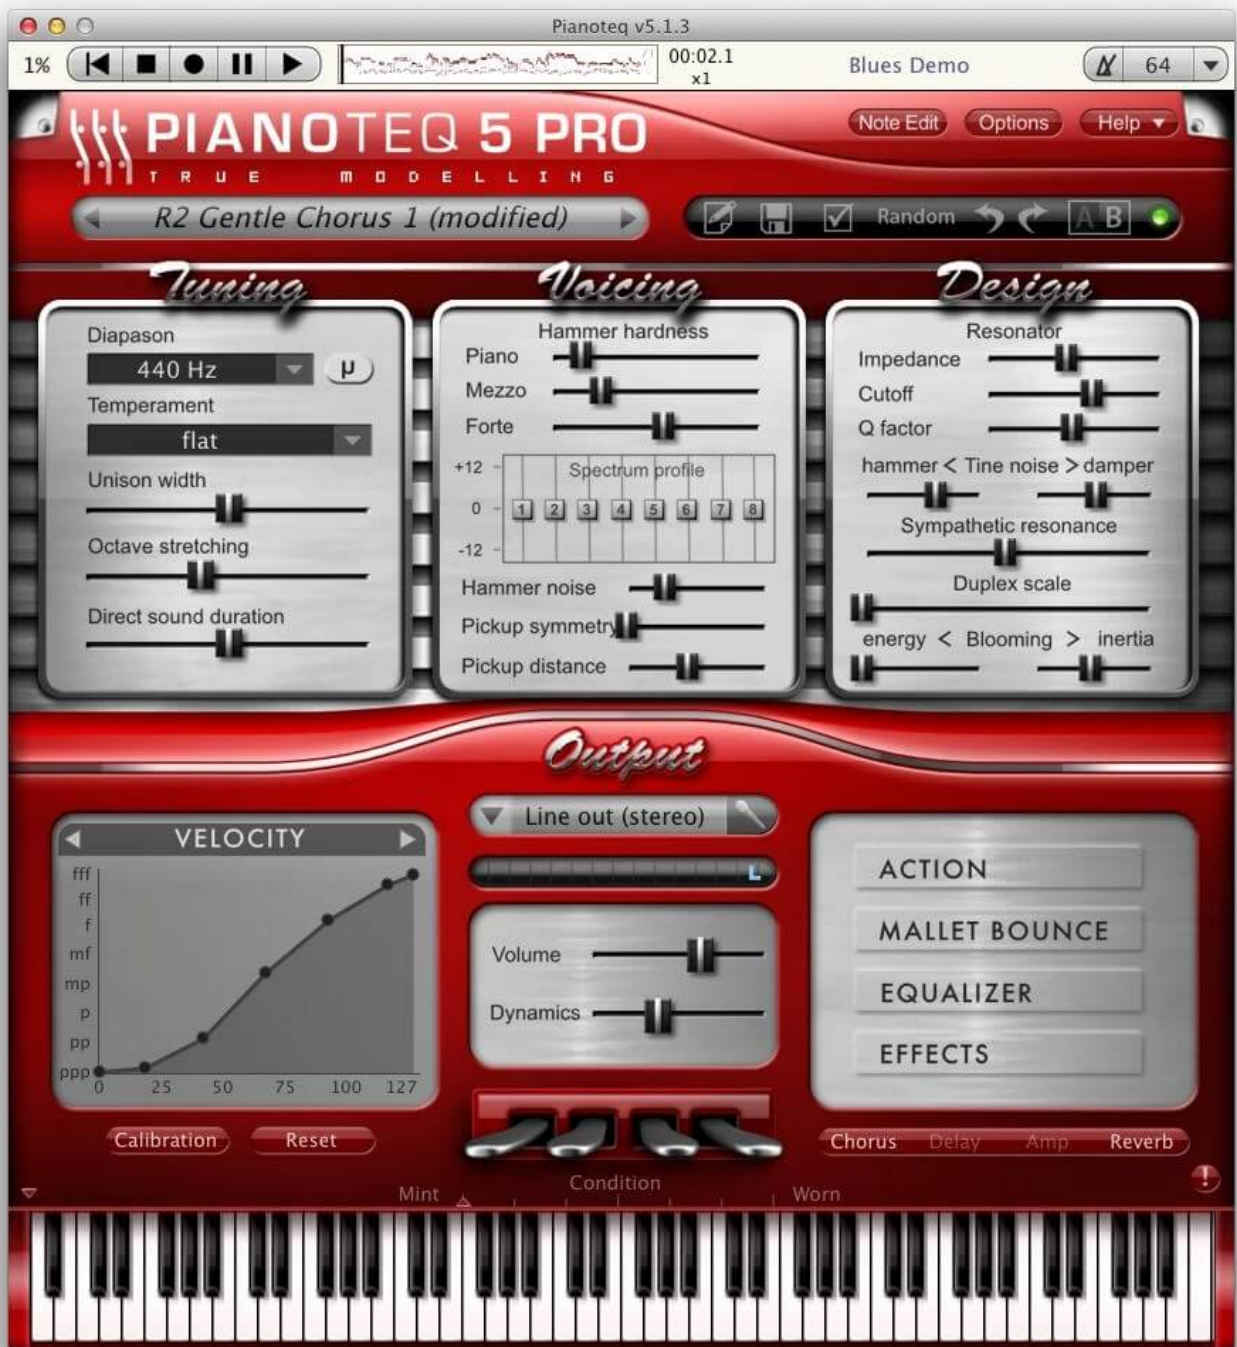 Pianoteq v5.1.3
1%
00:02.1
x1
Blues Demo
64
PIANOTEQ 5 PRO
TRUE MODELLING
Note Edit
Options
Help
R2 Gentle Chorus 1 (modified)
Random
A B
Tuning
Diapason
440 Hz
μ
Temperament
flat
Unison width
Octave stretching
Direct sound duration
Voicing
Hammer hardness
Piano
Mezzo
Forte
+12
0
-12
Spectrum profile
1 2 3 4 5 6 7 8
Hammer noise
Pickup symmetry
Pickup distance
Design
Resonator
Impedance
Cutoff
Q factor
hammer < Tine noise > damper
Sympathetic resonance
Duplex scale
energy < Blooming > inertia
Output
VELOCITY
fff
ff
f
mf
mp
p
pp
ppp
0 25 50 75 100 127
Calibration
Reset
Line out (stereo)
L
Volume
Dynamics
ACTION
MALLET BOUNCE
EQUALIZER
EFFECTS
Chorus Delay Amp Reverb
!
Mint
Condition
Worn